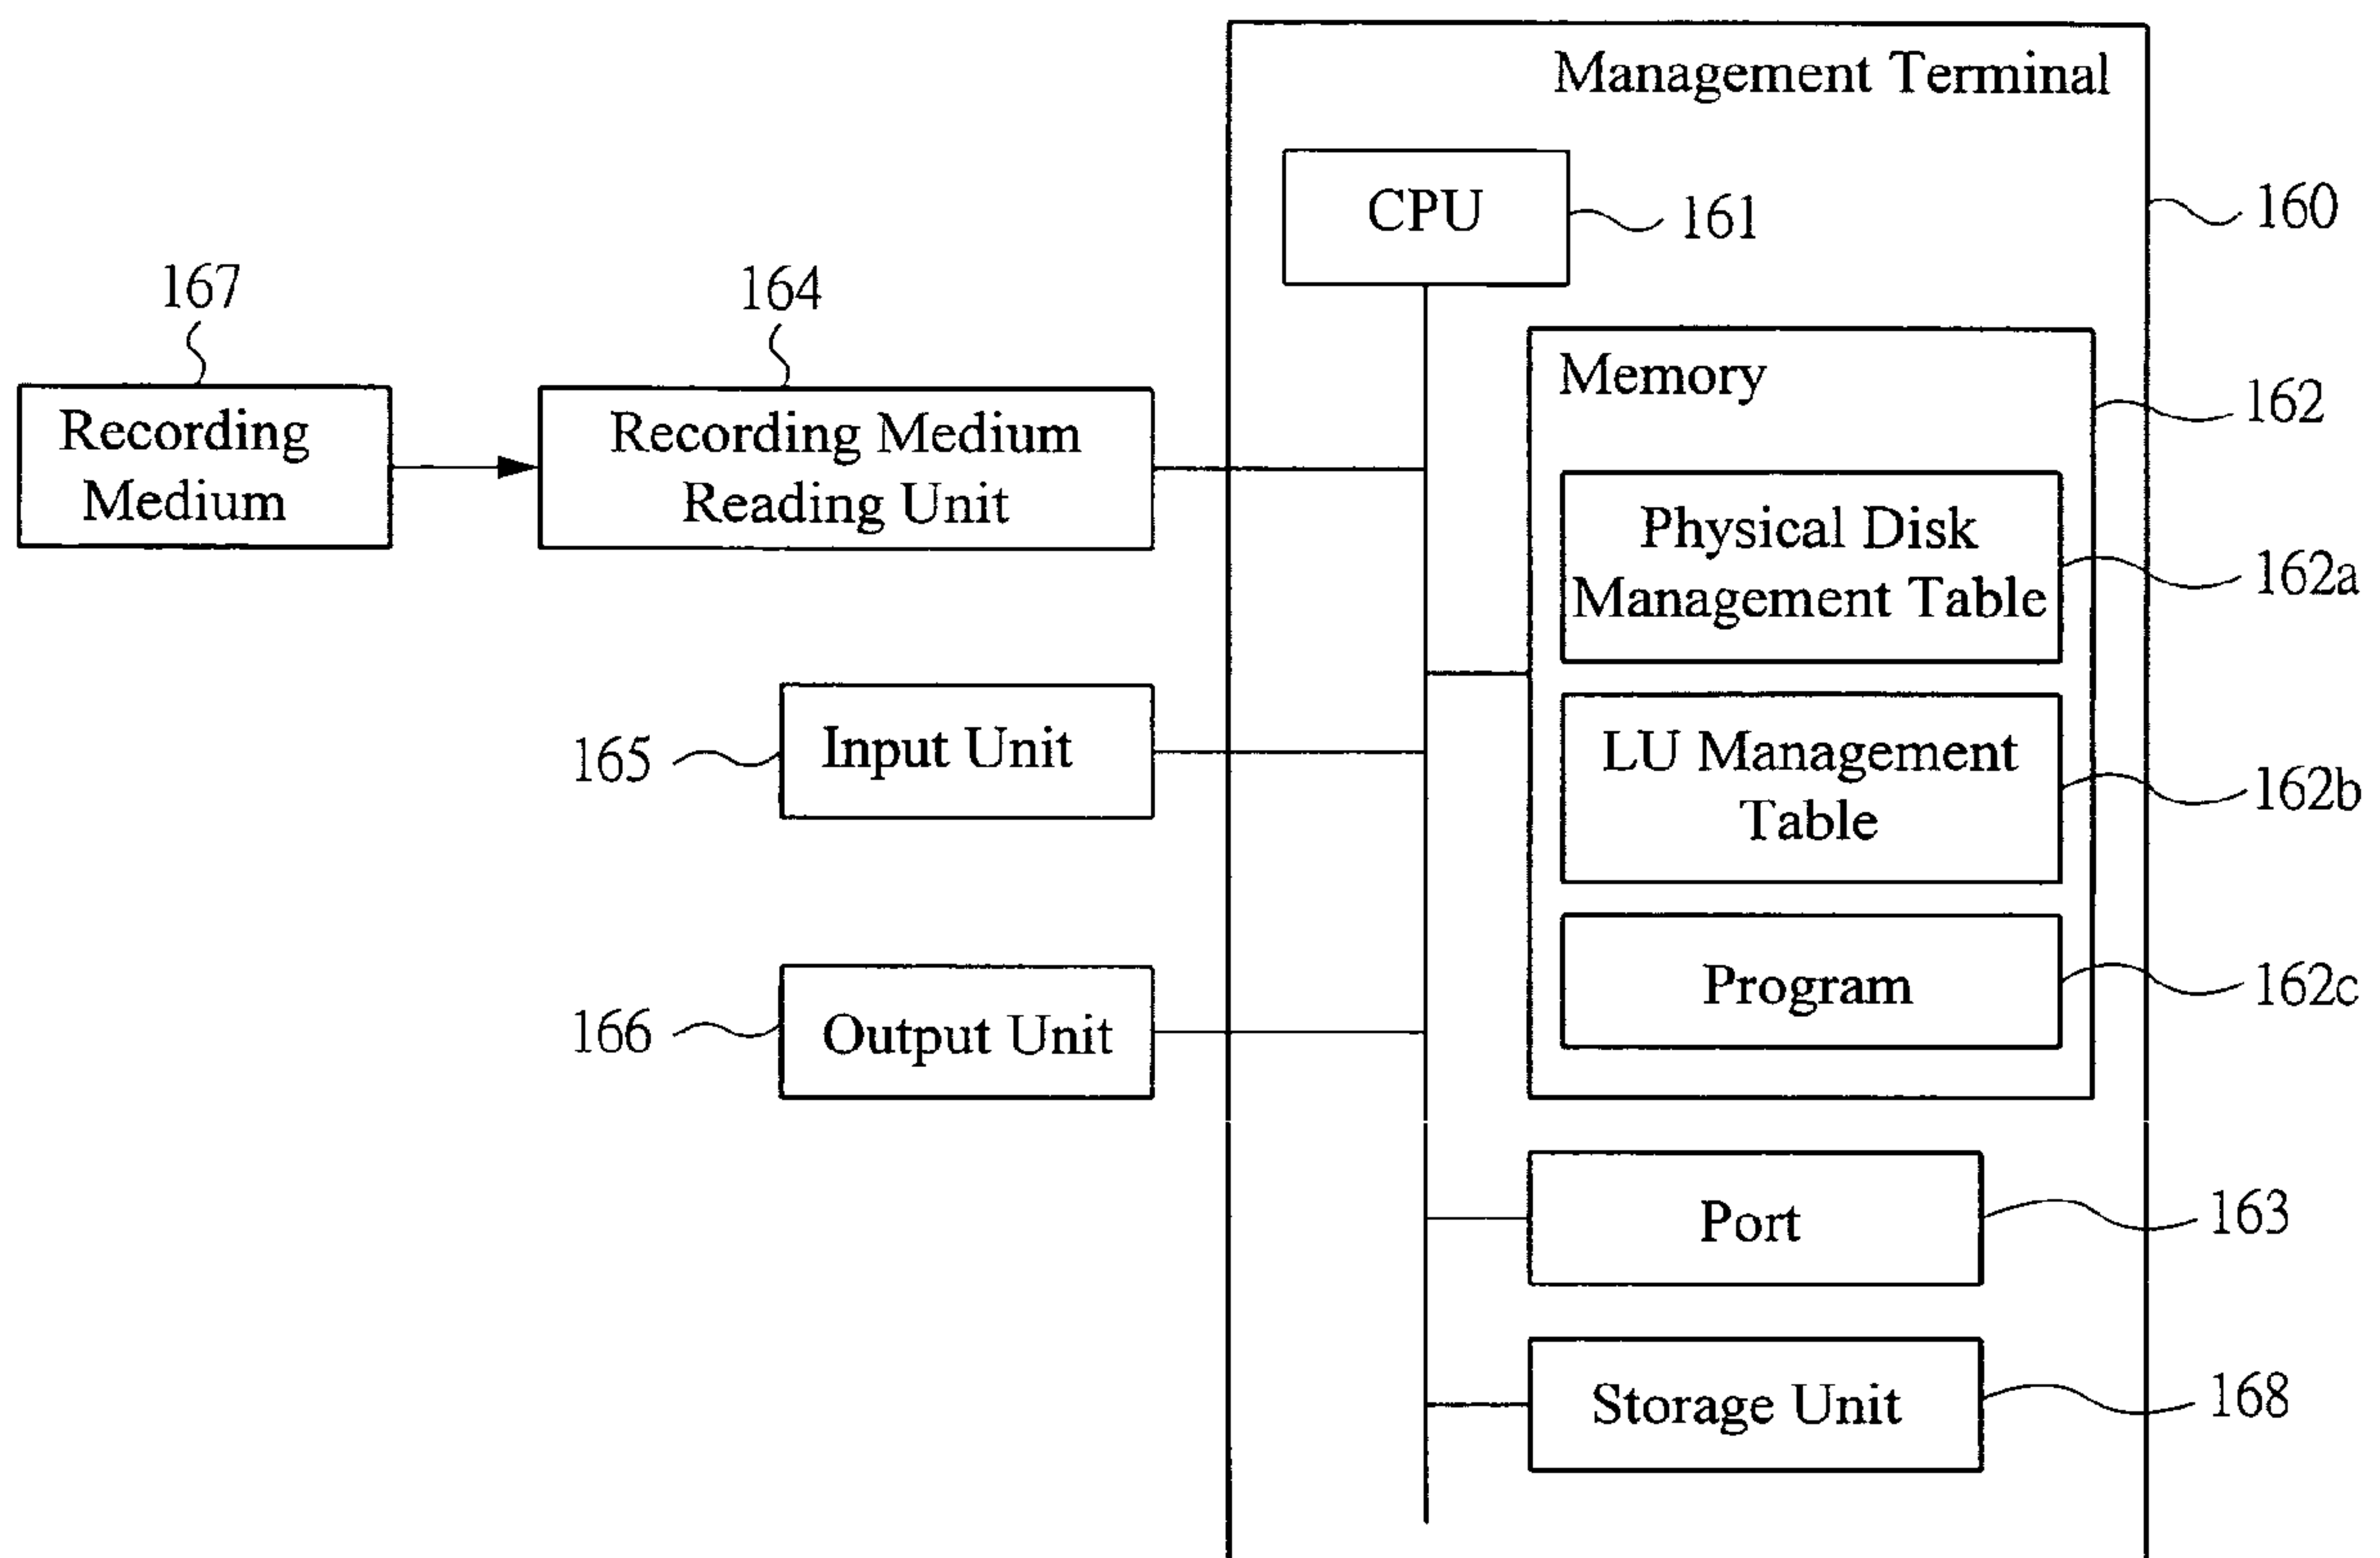 Management Terminal
CPU
161
160
167
164
Recording
Medium
Recording Medium
Reading Unit
Memory
162
Physical Disk
Management Table
162a
165
Input Unit
LU Management
Table
162b
166
Output Unit
Program
162c
Port
163
Storage Unit
168